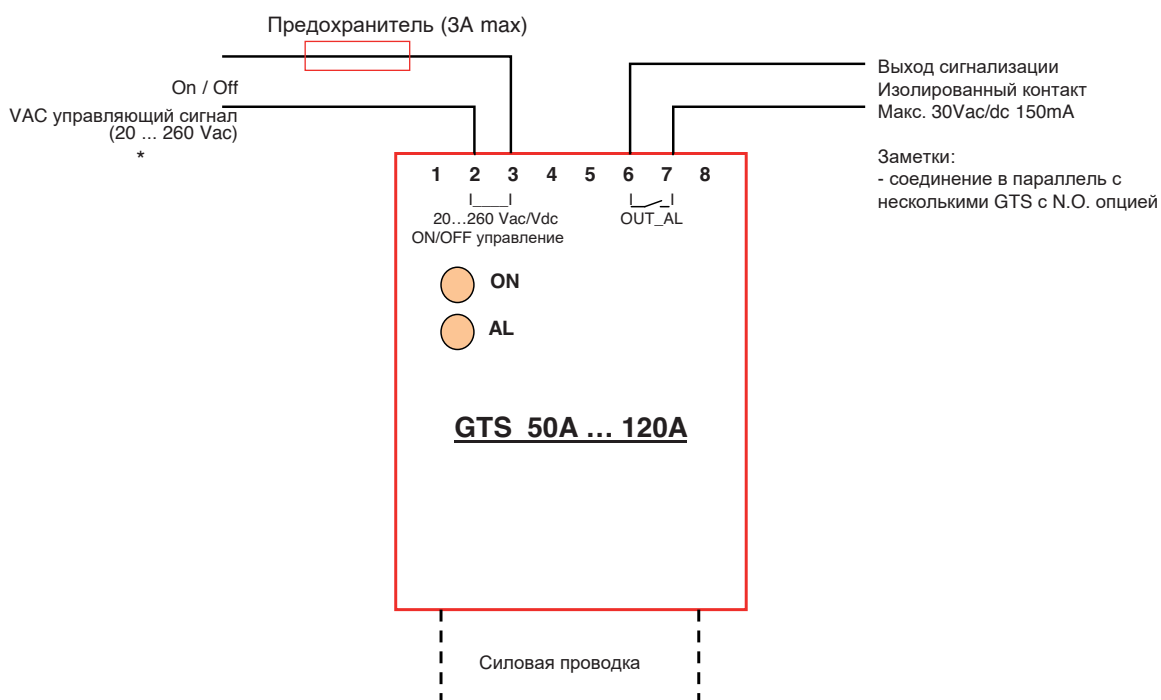 Предохранитель (3A max)
On / Off
VAC управляющий сигнал
(20 ... 260 Vac)
*
Выход сигнализации
Изолированный контакт
Макс. 30Vac/dc 150mA
Заметки:
- соединение в параллель с
несколькими GTS с N.O. опцией
1 2 3 4 5 6 7 8
20…260 Vac/Vdc
ON/OFF управление
OUT_AL
ON
AL
GTS 50A … 120A
Силовая проводка